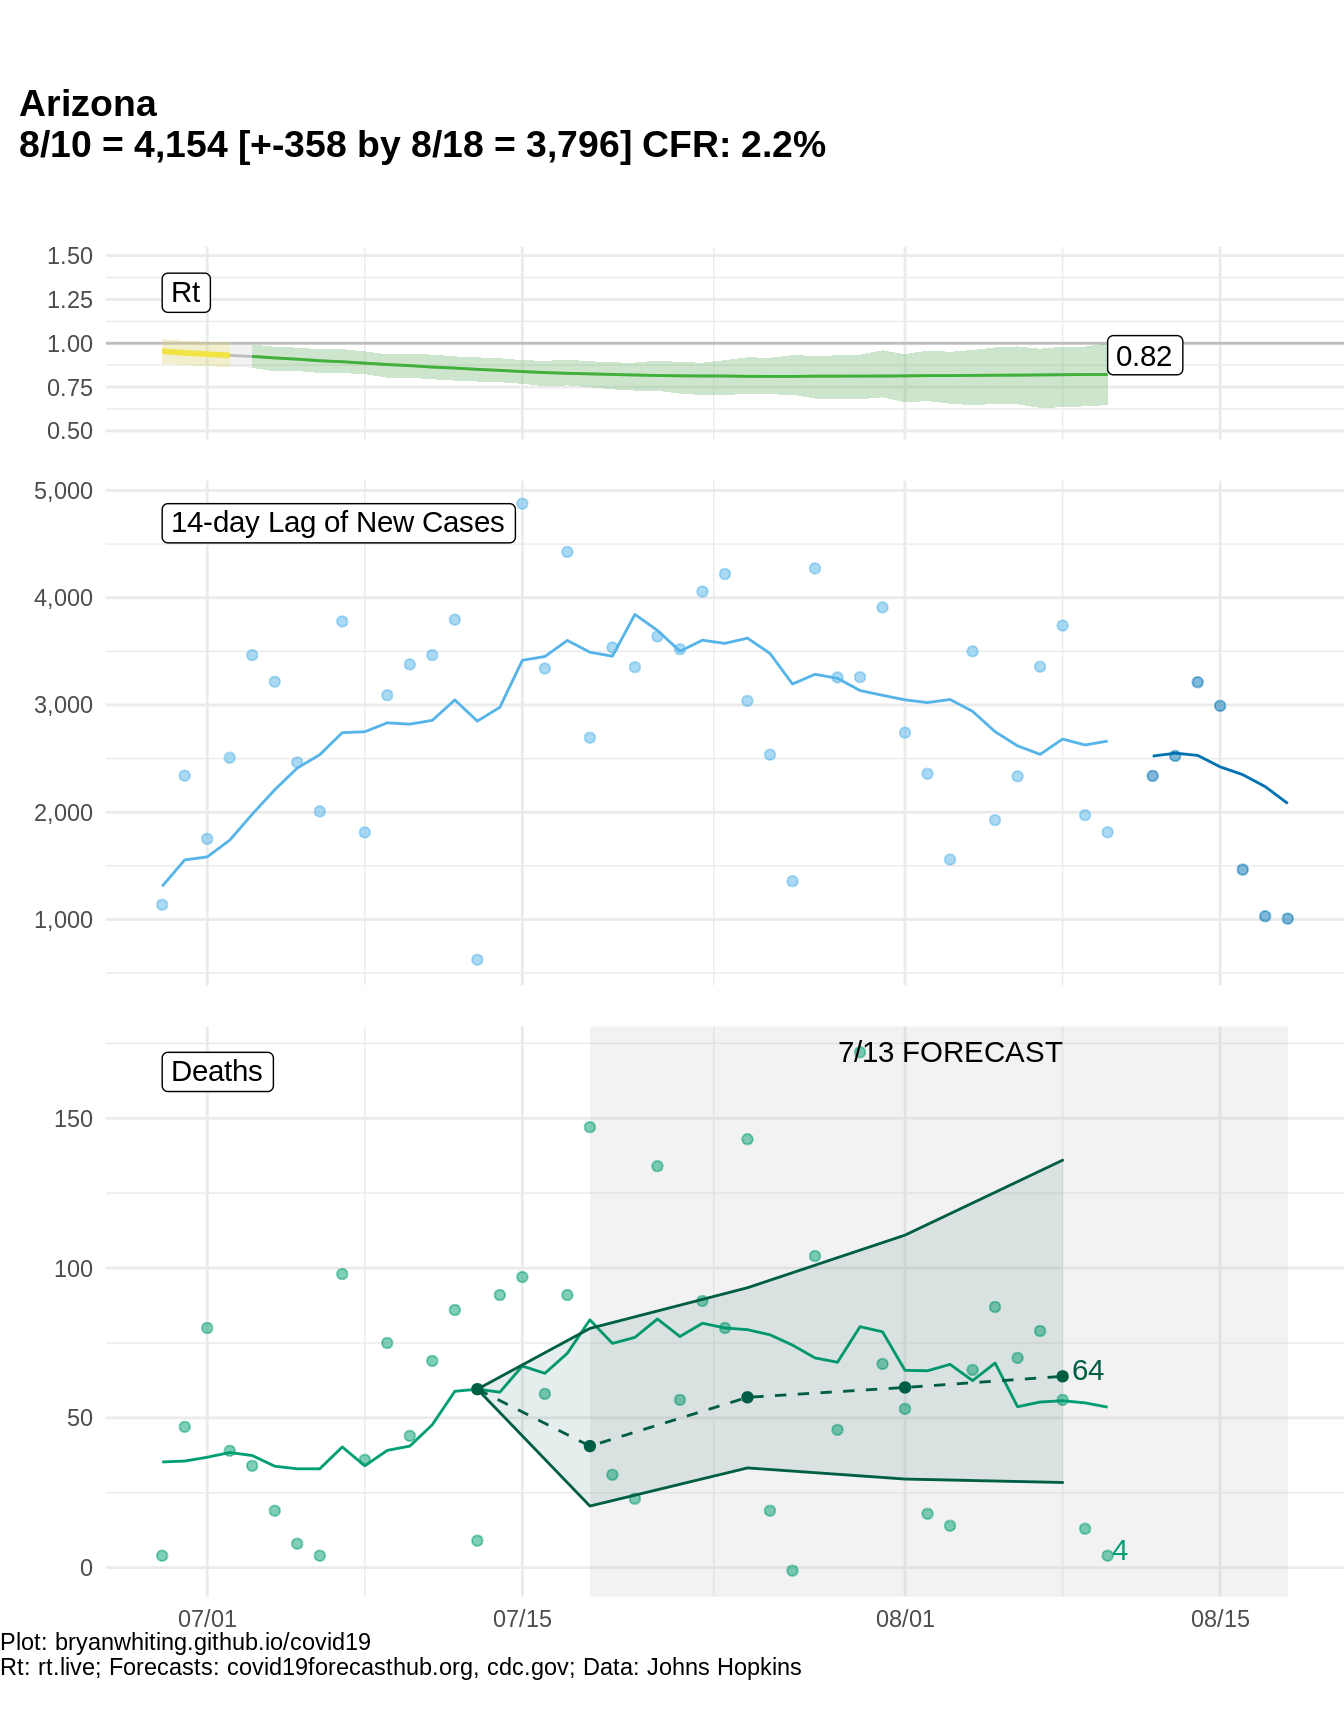 Arizona
8/10 = 4,154 [+-358 by 8/18 = 3,796] CFR: 2.2%
1.50
1.25
1.00
0.75
0.50
Rt
0.82
5,000
4,000
3,000
2,000
1,000
14-day Lag of New Cases
150
100
50
0
Deaths
7/13 FORECAST
64
4
07/01
07/15
08/01
08/15
Plot: bryanwhiting.github.io/covid19
Rt: rt.live; Forecasts: covid19forecasthub.org, cdc.gov; Data: Johns Hopkins